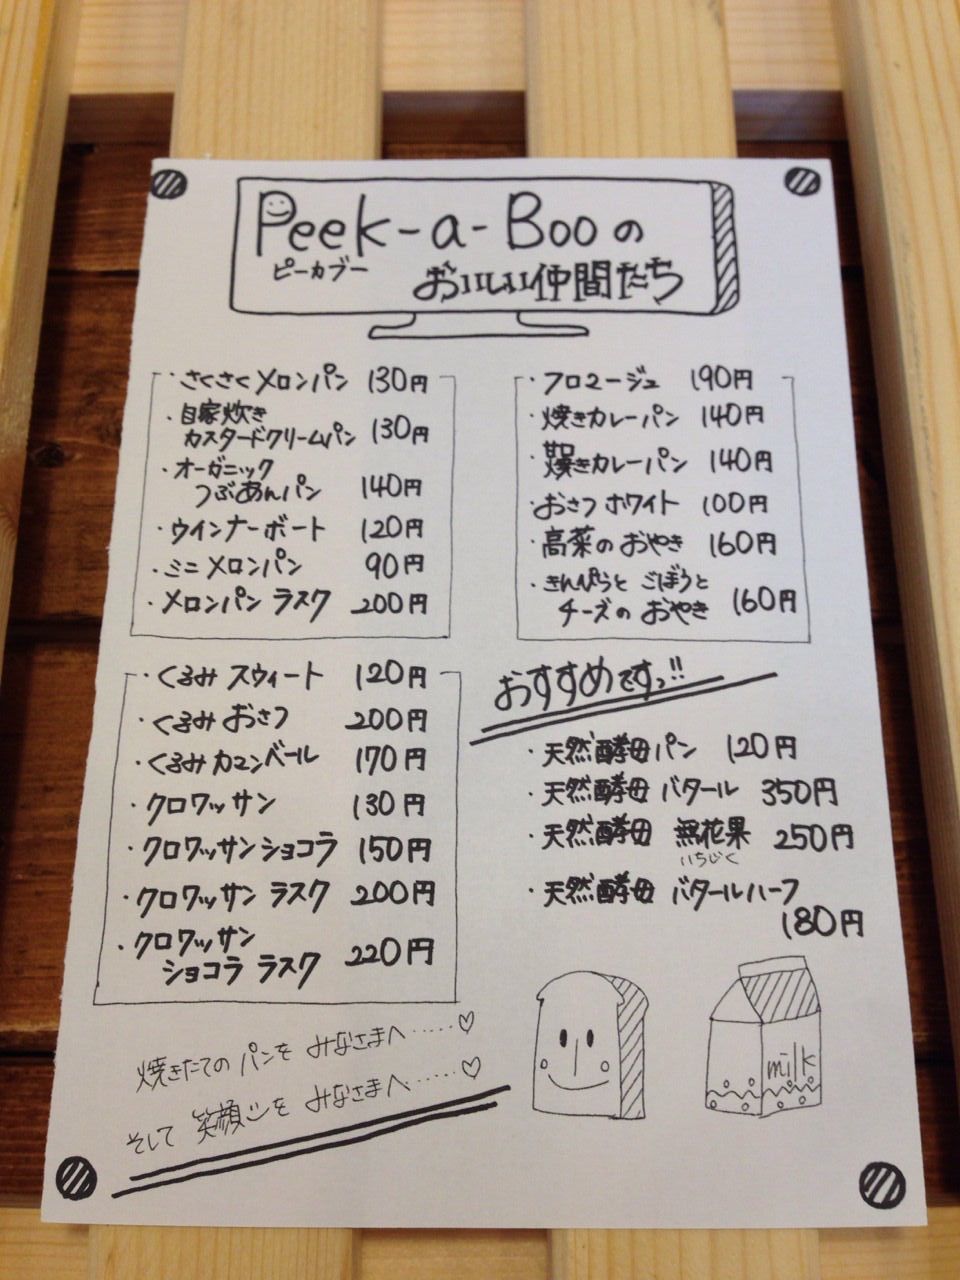 Peek-a-Booの
ピーカブー
おいしい仲間たち
・さくさくメロンパン 130円
・自家炊き
カスタードクリームパン 130円
・オーガニック
つぶあんパン 140円
・ウインナーボート 120円
・ミニメロンパン 90円
・メロンパン ラスク 200円
・くるみ スウィート 120円
・くるみ おさつ 200円
・くるみ カマンベール 170円
・クロワッサン 130円
・クロワッサンショコラ 150円
・クロワッサン ラスク 200円
・クロワッサン
ショコラ ラスク 220円
・フロマージュ 190円
・焼きカレーパン 140円
・焼きカレーパン 140円
・おさつ ホワイト 100円
・高菜の おやき 160円
・きんぴらと ごぼうと
チーズの おやき 160円
おすすめですっ!!
・天然酵母パン 120円
・天然酵母 バタール 350円
・天然酵母 無花果 250円
いちじく
・天然酵母 バタールハーフ
180円
焼きたての パンを みなさまへ……♡
そして 笑顔を みなさまへ……♡
milk